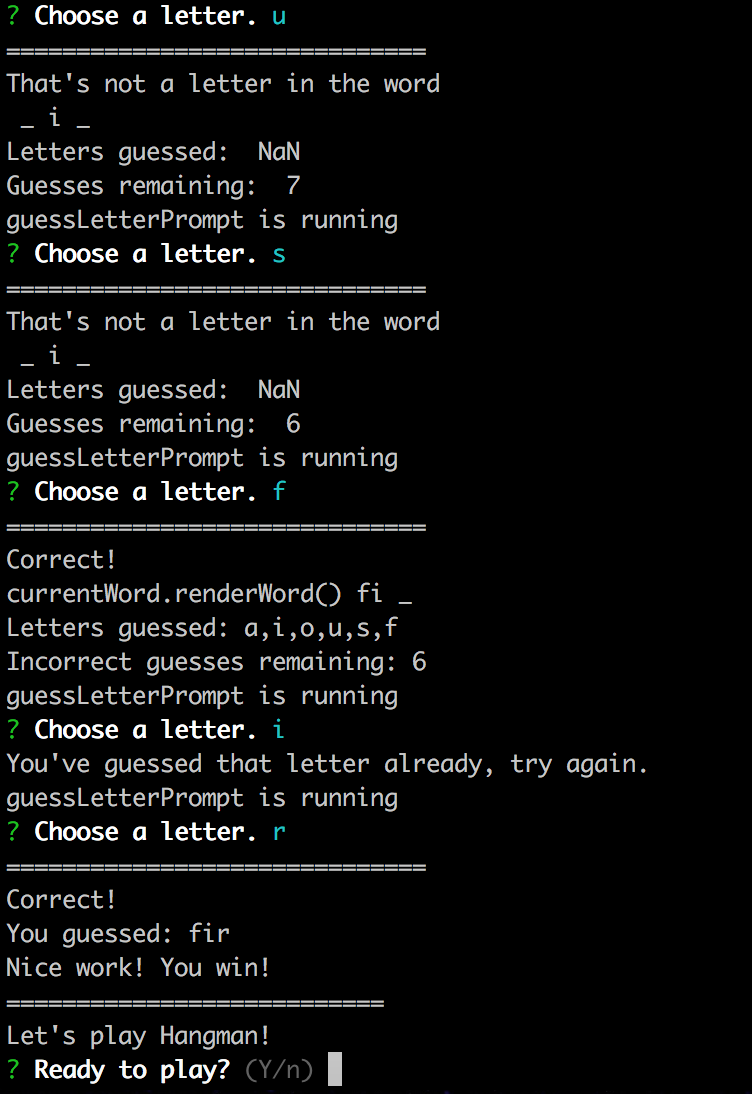 ? Choose a letter. u
==============================
That's not a letter in the word
 _ i _
Letters guessed:  NaN
Guesses remaining:  7
guessLetterPrompt is running
? Choose a letter. s
==============================
That's not a letter in the word
 _ i _
Letters guessed:  NaN
Guesses remaining:  6
guessLetterPrompt is running
? Choose a letter. f
==============================
Correct!
currentWord.renderWord() fi _
Letters guessed: a,i,o,u,s,f
Incorrect guesses remaining: 6
guessLetterPrompt is running
? Choose a letter. i
You've guessed that letter already, try again.
guessLetterPrompt is running
? Choose a letter. r
==============================
Correct!
You guessed: fir
Nice work! You win!
===========================
Let's play Hangman!
? Ready to play? (Y/n)